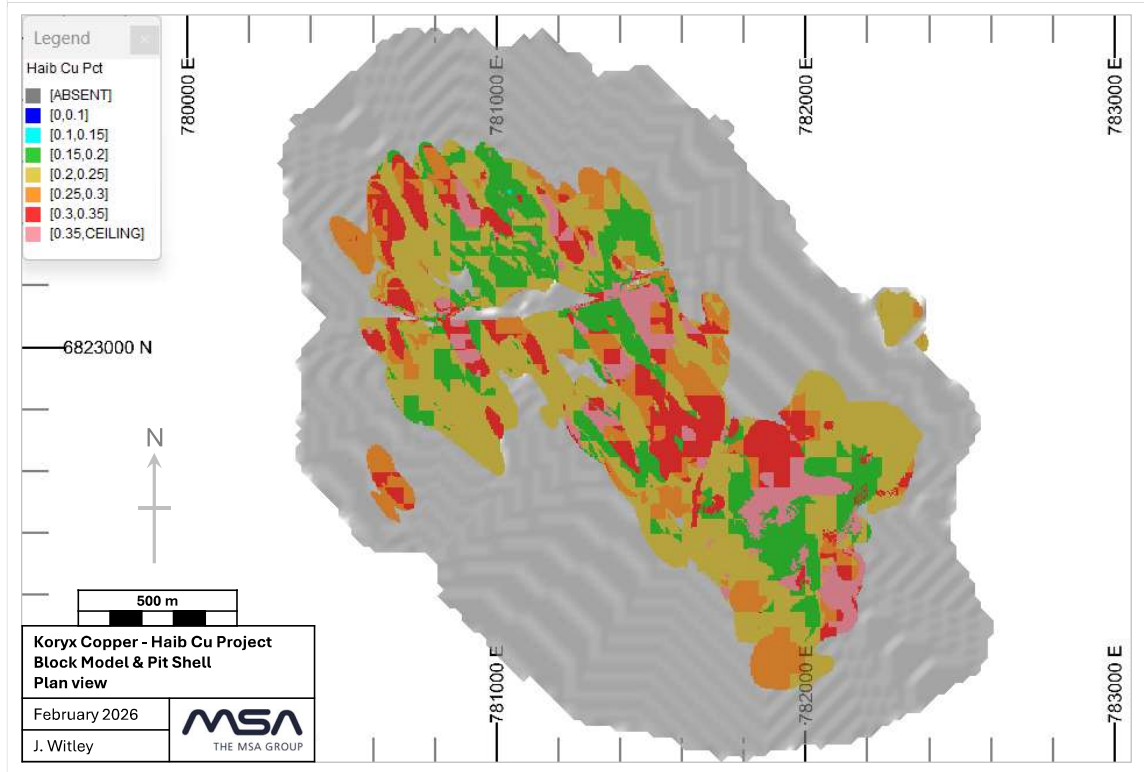 Legend
Haib Cu Pct
[ABSENT]
[0,0.1]
[0.1,0.15]
[0.15,0.2]
[0.2,0.25]
[0.25,0.3]
[0.3,0.35]
[0.35,CEILING]
780000 E
781000 E
782000 E
783000 E
6823000 N
N
500 m
781000 E
782000 E
783000 E
Koryx Copper - Haib Cu Project
Block Model & Pit Shell
Plan view
February 2026
J. Witley
MSA
THE MSA GROUP